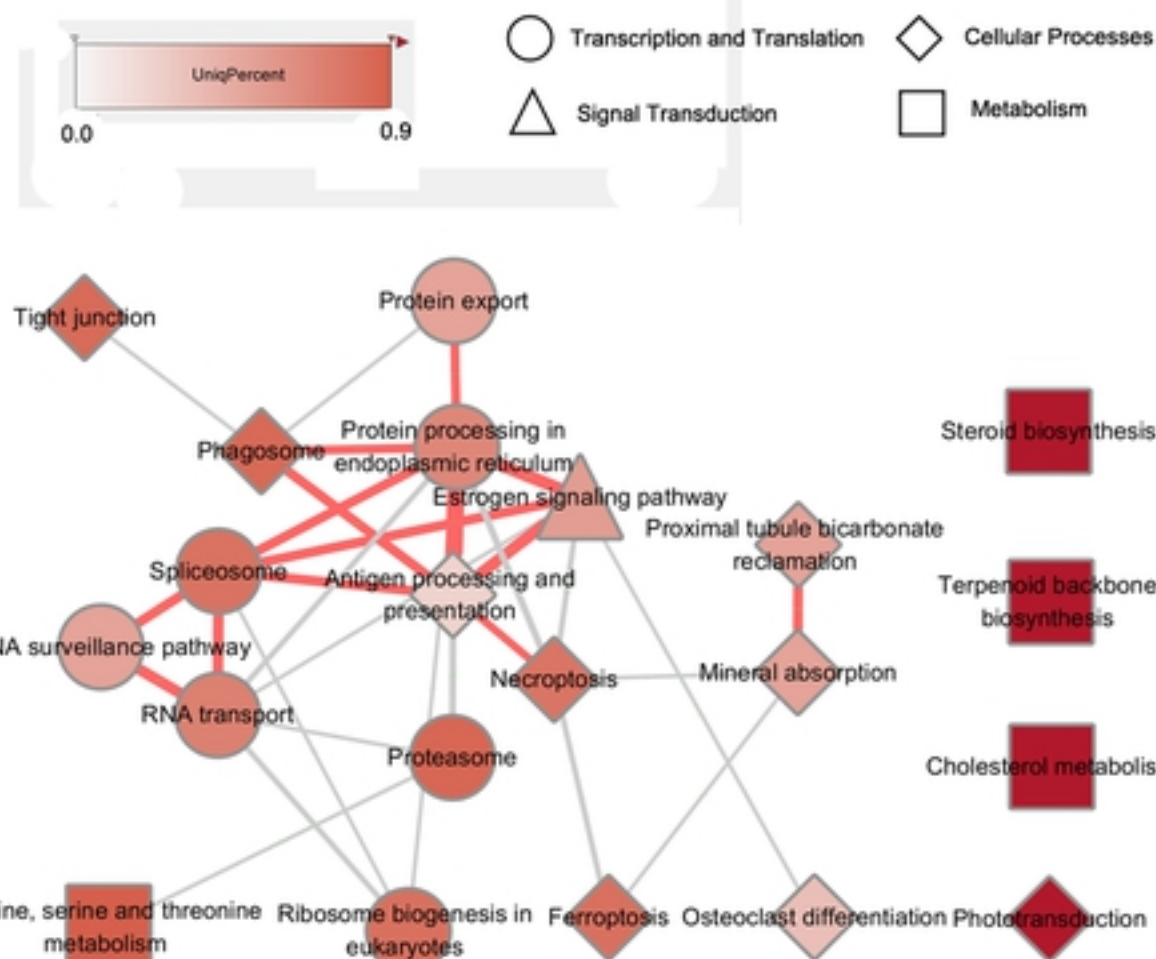 UniqPercent
0.0
0.9
Transcription and Translation
Cellular Processes
Signal Transduction
Metabolism
Tight junction
Protein export
Phagosome
Protein processing in
endoplasmic reticulum
Steroid biosynthesis
Estrogen signaling pathway
Proximal tubule bicarbonate
reclamation
Spliceosome
Antigen processing and
presentation
Terpenoid backbone
biosynthesis
NA surveillance pathway
Necroptosis
Mineral absorption
RNA transport
Proteasome
Cholesterol metabolis
ine, serine and threonine
metabolism
Ribosome biogenesis in
eukaryotes
Ferroptosis
Osteoclast differentiation
Phototransduction